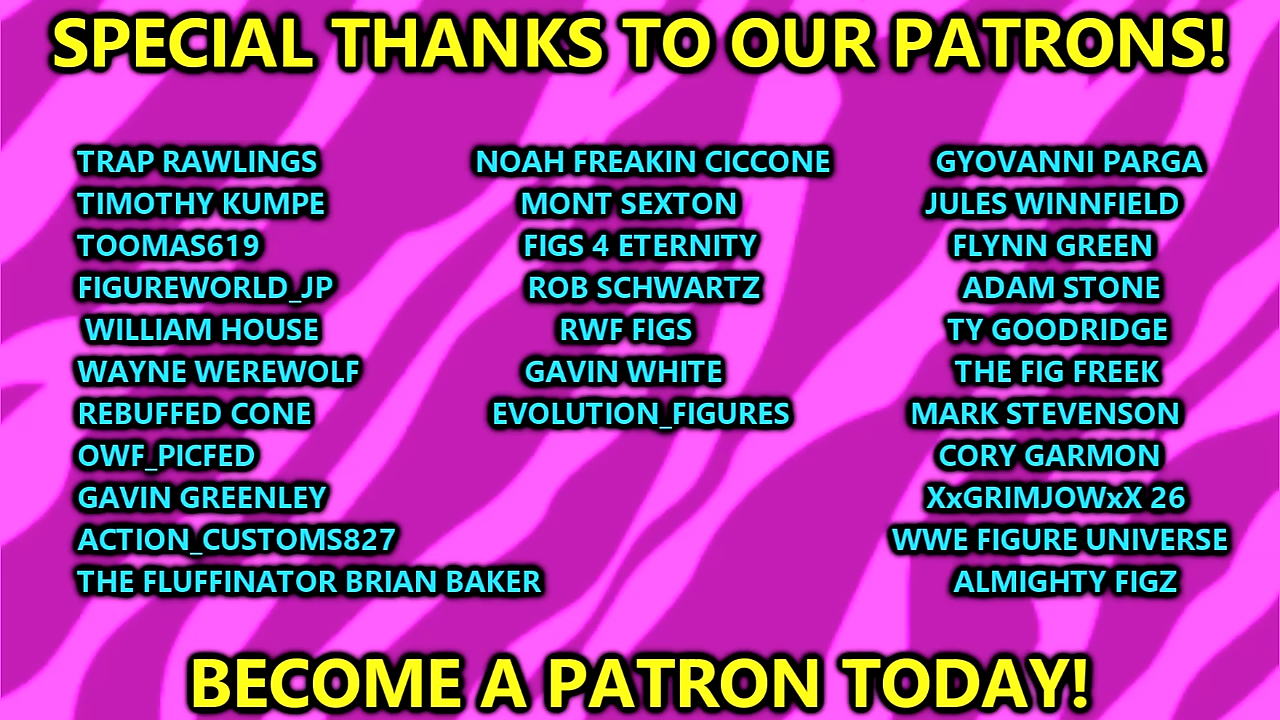 SPECIAL THANKS TO OUR PATRONS!
TRAP RAWLINGS
TIMOTHY KUMPE
TOOMAS619
FIGUREWORLD_JP
WILLIAM HOUSE
WAYNE WEREWOLF
REBUFFED CONE
OWF_PICFED
GAVIN GREENLEY
ACTION_CUSTOMS827
THE FLUFFINATOR BRIAN BAKER
NOAH FREAKIN CICCONE
MONT SEXTON
FIGS 4 ETERNITY
ROB SCHWARTZ
RWF FIGS
GAVIN WHITE
EVOLUTION_FIGURES
GYOVANNI PARGA
JULES WINNFIELD
FLYNN GREEN
ADAM STONE
TY GOODRIDGE
THE FIG FREEK
MARK STEVENSON
CORY GARMON
XxGRIMJOWxX 26
WWE FIGURE UNIVERSE
ALMIGHTY FIGZ
BECOME A PATRON TODAY!